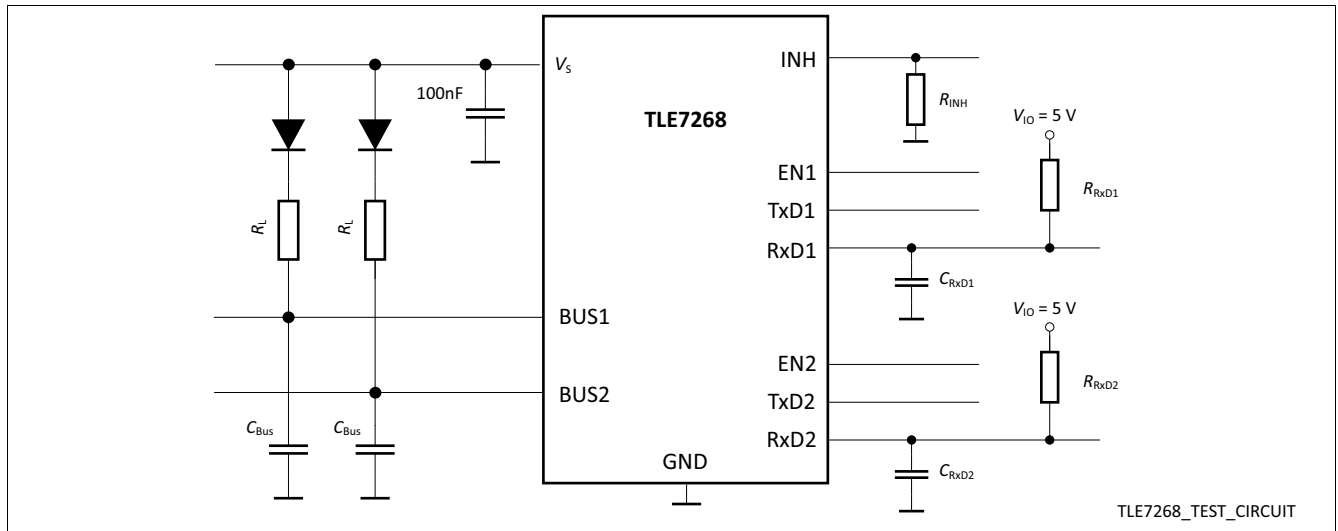 V_S
INH
100nF
R_INH
TLE7268
V_IO = 5 V
EN1
R_RxD1
TxD1
R_L
R_L
RxD1
C_RxD1
V_IO = 5 V
BUS1
EN2
R_RxD2
BUS2
TxD2
C_Bus
C_Bus
RxD2
GND
C_RxD2
TLE7268_TEST_CIRCUIT